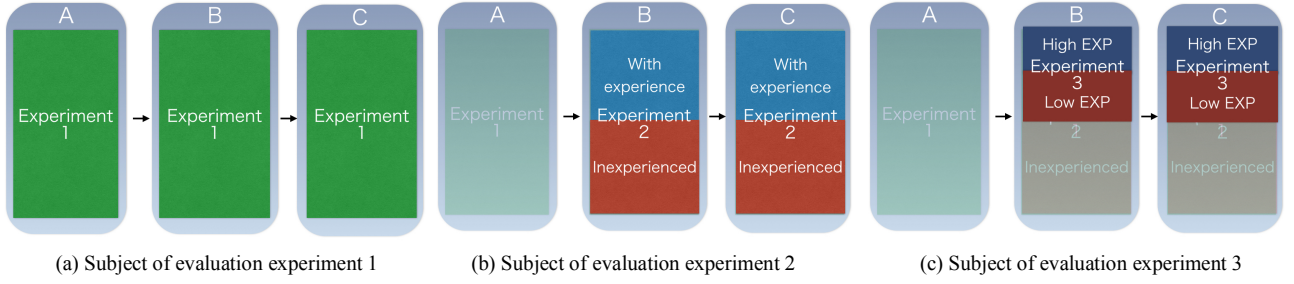 A
Experiment
1
B
Experiment
1
C
Experiment
1
(a) Subject of evaluation experiment 1
A
Experiment
1
B
With
experience
Experiment
2
Inexperienced
C
With
experience
Experiment
2
Inexperienced
(b) Subject of evaluation experiment 2
A
Experiment
1
B
High EXP
Experiment
3
Low EXP
2
Inexperienced
C
High EXP
Experiment
3
Low EXP
2
Inexperienced
(c) Subject of evaluation experiment 3